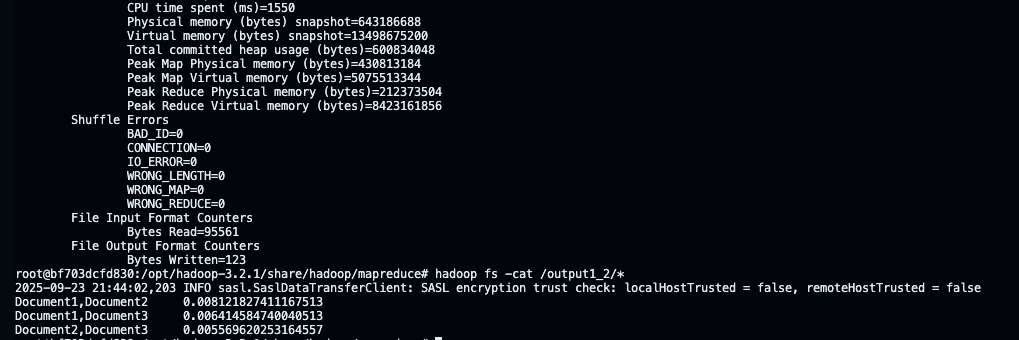 CPU time spent (ms)=1550
Physical memory (bytes) snapshot=643186688
Virtual memory (bytes) snapshot=13498675200
Total committed heap usage (bytes)=600834048
Peak Map Physical memory (bytes)=430813184
Peak Map Virtual memory (bytes)=5075513344
Peak Reduce Physical memory (bytes)=212373504
Peak Reduce Virtual memory (bytes)=8423161856
Shuffle Errors
BAD_ID=0
CONNECTION=0
IO_ERROR=0
WRONG_LENGTH=0
WRONG_MAP=0
WRONG_REDUCE=0
File Input Format Counters
Bytes Read=95561
File Output Format Counters
Bytes Written=123
root@bf703dcfd830:/opt/hadoop-3.2.1/share/hadoop/mapreduce# hadoop fs -cat /output1_2/*
2025-09-23 21:44:02,203 INFO sasl.SaslDataTransferClient: SASL encryption trust check: localHostTrusted = false, remoteHostTrusted = false
Document1,Document2 0.008121827411167513
Document1,Document3 0.006414584740040513
Document2,Document3 0.005569620253164557